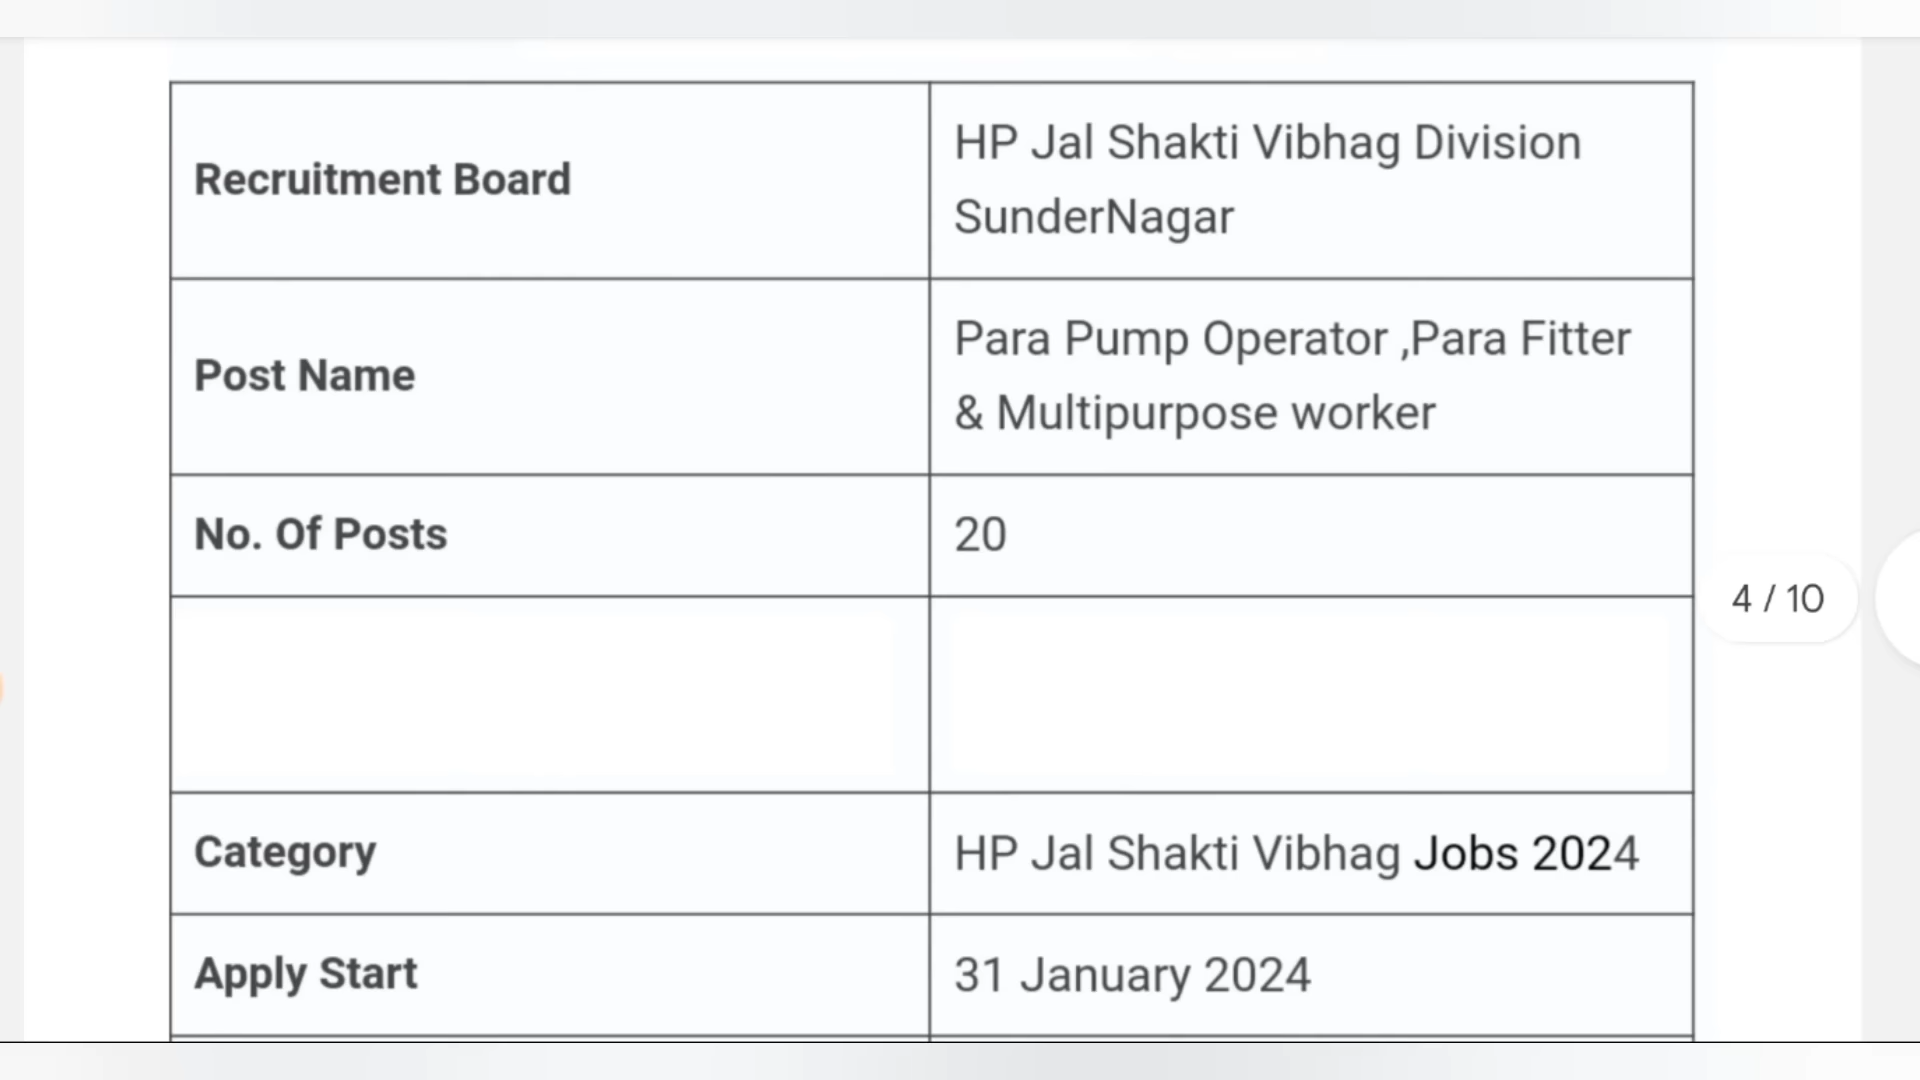 Recruitment Board
HP Jal Shakti Vibhag Division
SunderNagar
Post Name
Para Pump Operator ,Para Fitter
& Multipurpose worker
No. Of Posts
20
4 / 10
Category
HP Jal Shakti Vibhag Jobs 2024
Apply Start
31 January 2024